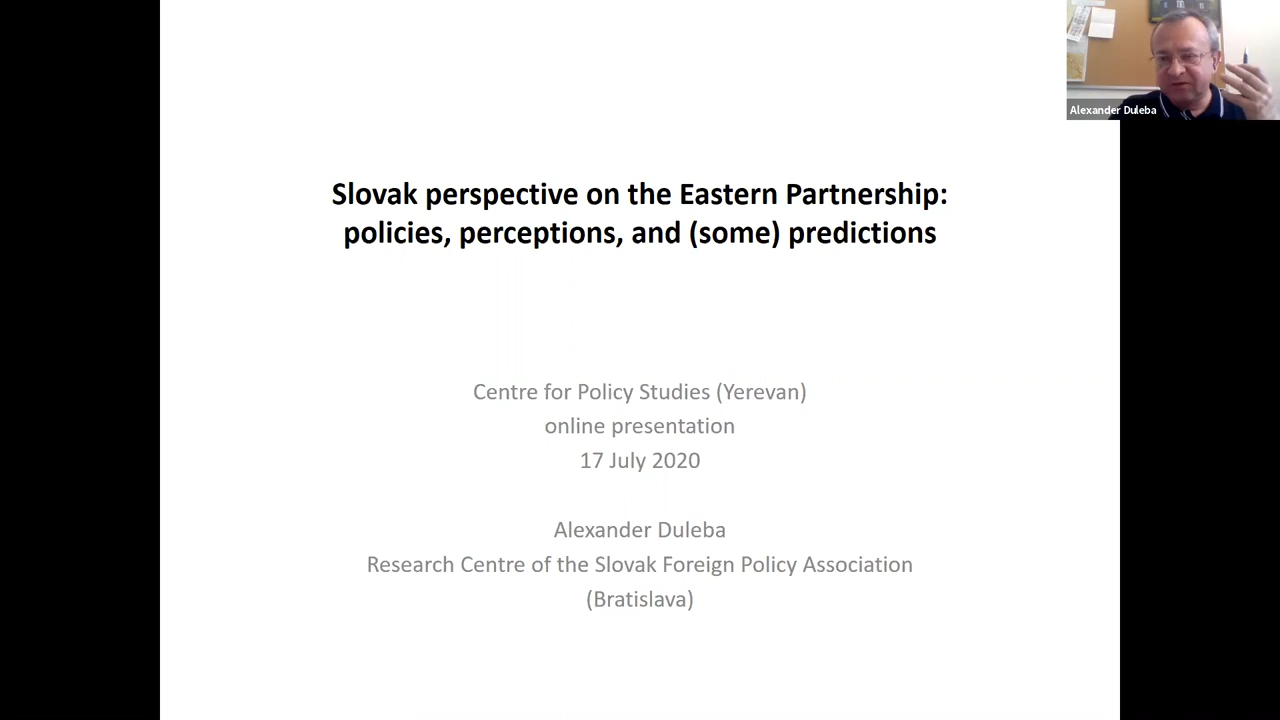 Alexander Duleba
Slovak perspective on the Eastern Partnership:
policies, perceptions, and (some) predictions
Centre for Policy Studies (Yerevan)
online presentation
17 July 2020
Alexander Duleba
Research Centre of the Slovak Foreign Policy Association
(Bratislava)